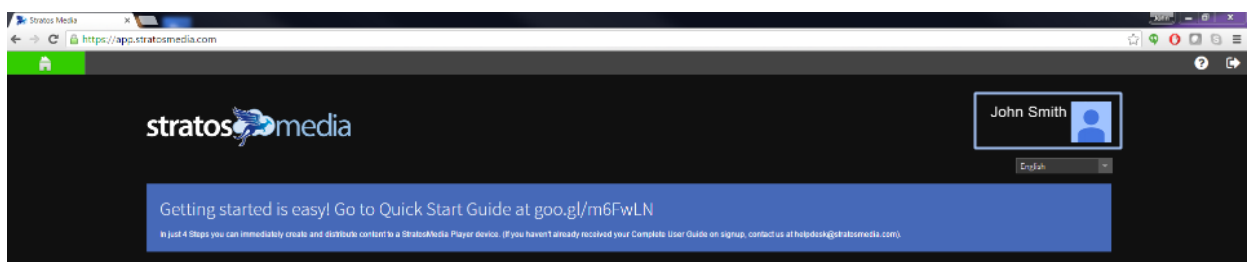 Stratos Media
John
https://app.stratosmedia.com
stratosmedia
John Smith
English
Getting started is easy! Go to Quick Start Guide at goo.gl/m6FwLN
In just 4 Steps you can immediately create and distribute content to a StratosMedia Player device. (If you haven't already received your Complete User Guide on signup, contact us at helpdesk@stratosmedia.com).